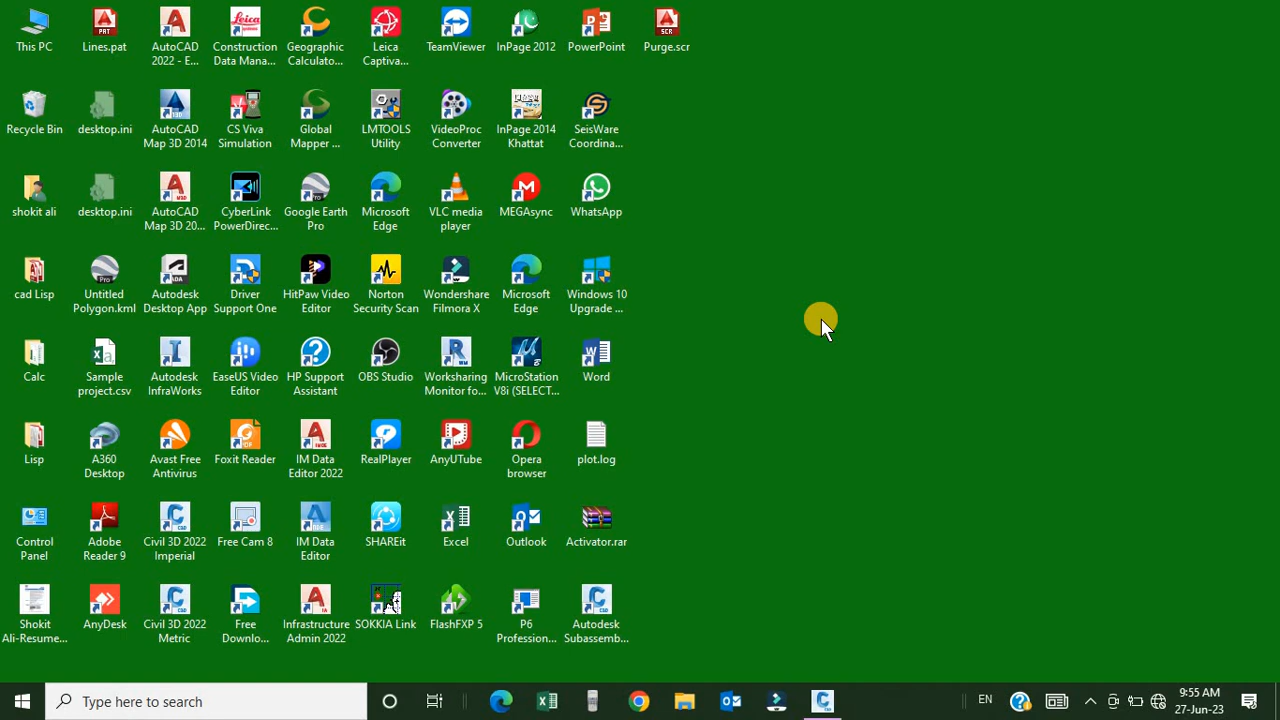 This PC
Lines.pat
AutoCAD
2022 - E...
Construction
Data Mana...
Geographic
Calculato...
Leica
Captiva...
TeamViewer
InPage 2012
PowerPoint
Purge.scr
Recycle Bin
desktop.ini
AutoCAD
Map 3D 2014
CS Viva
Simulation
Global
Mapper ...
LMTOOLS
Utility
VideoProc
Converter
InPage 2014
Khattat
SeisWare
Coordina...
shokit ali
desktop.ini
AutoCAD
Map 3D 20...
CyberLink
PowerDirec...
Google Earth
Pro
Microsoft
Edge
VLC media
player
MEGAsync
WhatsApp
cad Lisp
Untitled
Polygon.kml
Autodesk
Desktop App
Driver
Support One
HitPaw Video
Editor
Norton
Security Scan
Wondershare
Filmora X
Microsoft
Edge
Windows 10
Upgrade ...
Calc
Sample
project.csv
Autodesk
InfraWorks
EaseUS Video
Editor
HP Support
Assistant
OBS Studio
Worksharing
Monitor fo...
MicroStation
V8i (SELECT...
Word
Lisp
A360
Desktop
Avast Free
Antivirus
Foxit Reader
IM Data
Editor 2022
RealPlayer
AnyUTube
Opera
browser
plot.log
Control
Panel
Adobe
Reader 9
Civil 3D 2022
Imperial
Free Cam 8
IM Data
Editor
SHAREit
Excel
Outlook
Activator.rar
Shokit
Ali-Resume...
AnyDesk
Civil 3D 2022
Metric
Free
Downlo...
Infrastructure
Admin 2022
SOKKIA Link
FlashFXP 5
P6
Profession...
Autodesk
Subassemb...
Type here to search
EN
9:55 AM
27-Jun-23